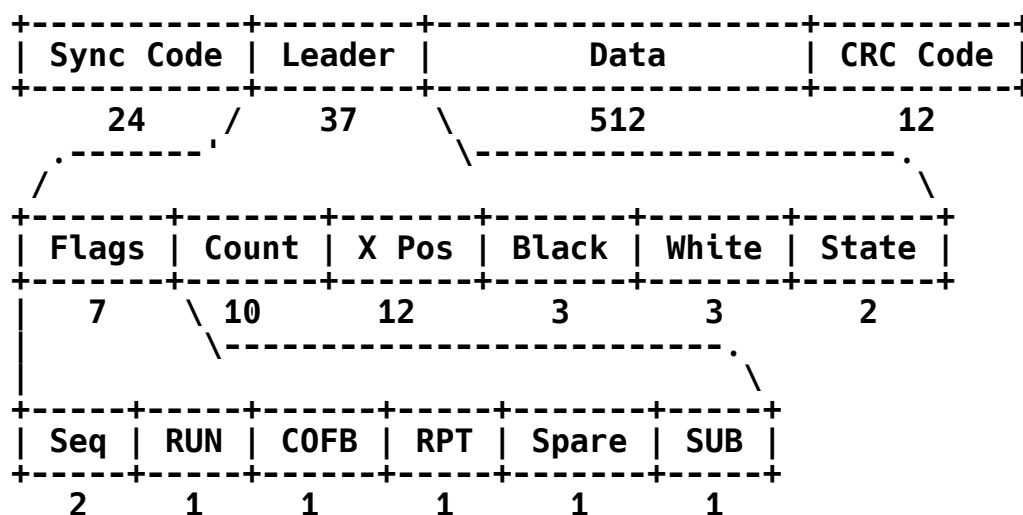 Sync Code Leader Data CRC Code
24 37 512 12
Flags Count X Pos Black White State
7 10 12 3 3 2
Seq RUN COFB RPT Spare SUB
2 1 1 1 1 1